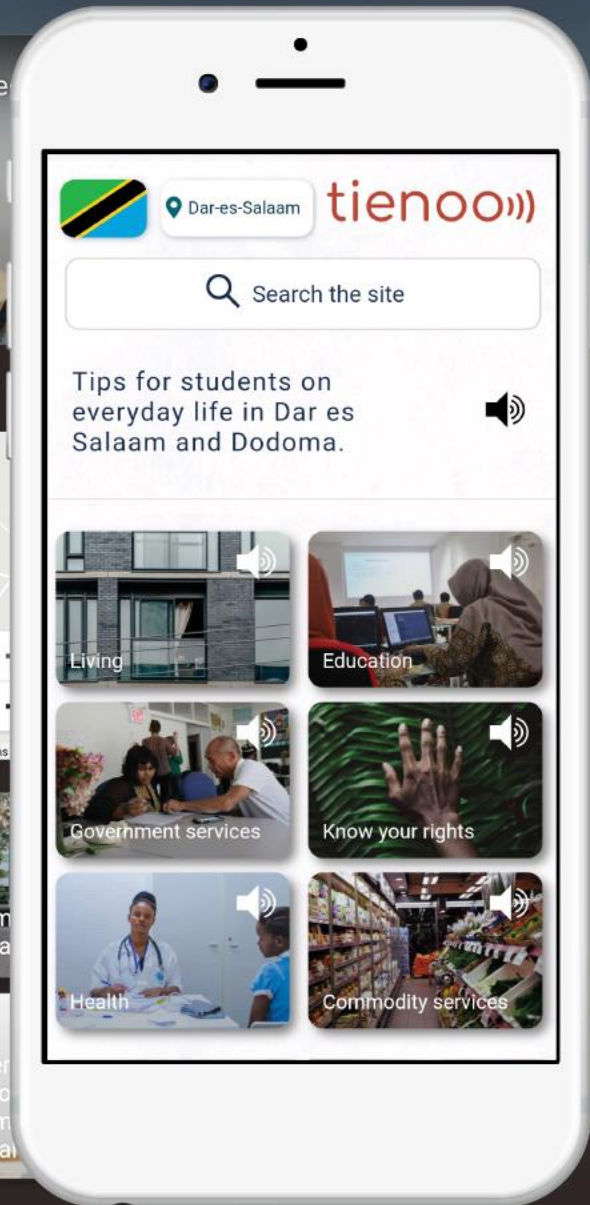 Dar-es-Salaam
tienoo
Search the site
Tips for students on
everyday life in Dar es
Salaam and Dodoma.
Living
Education
Government services
Know your rights
Health
Commodity services